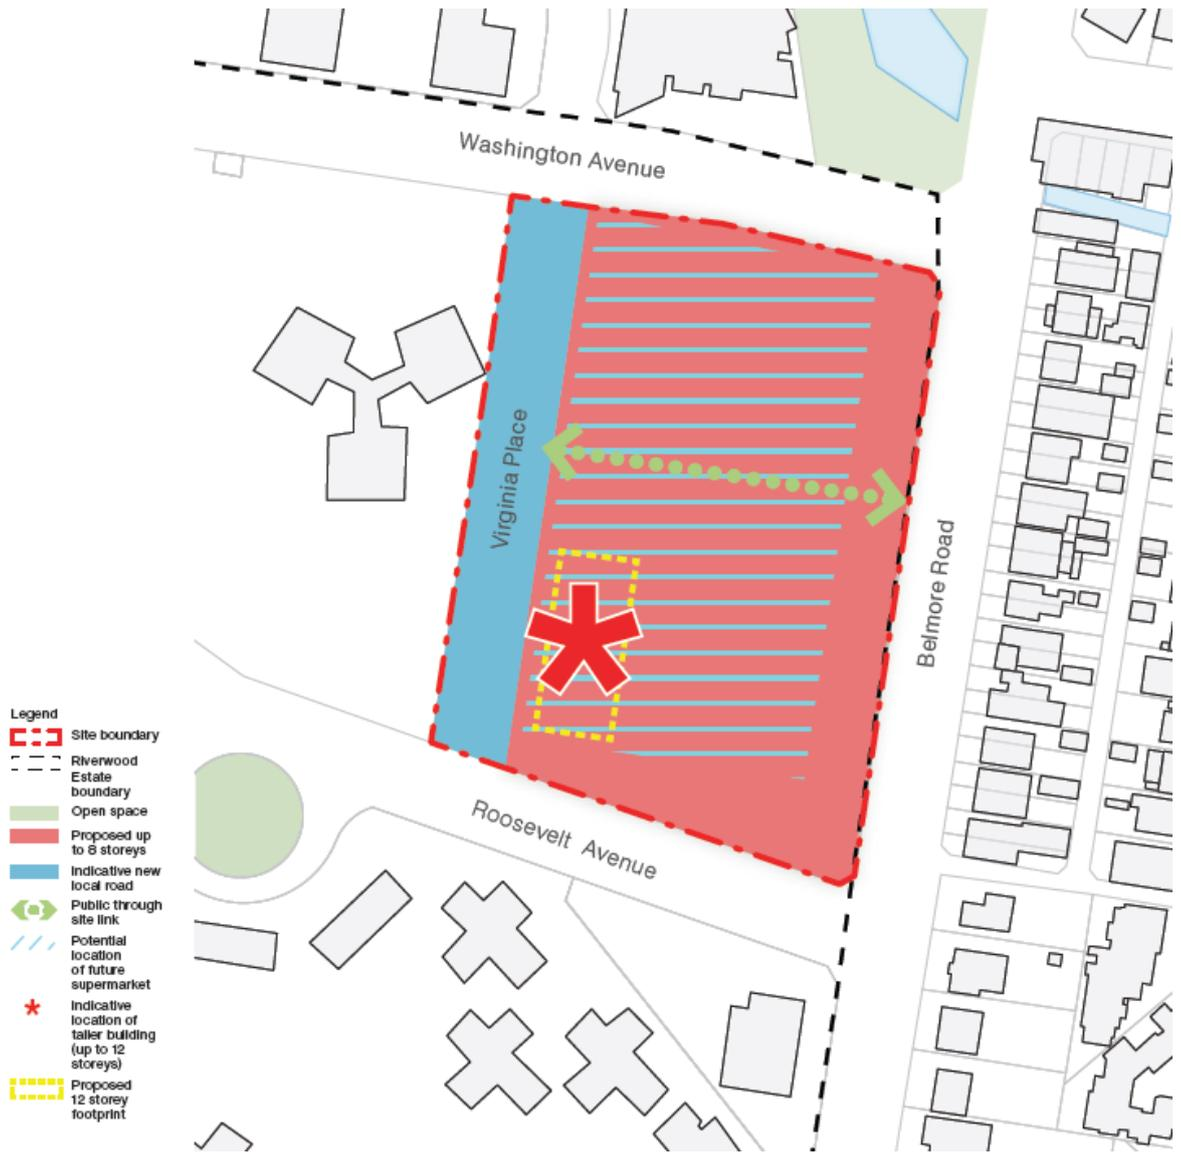 Washington Avenue
Virginia Place
Belmore Road
Roosevelt Avenue
Legend
Site boundary
Riverwood
Estate
boundary
Open space
Proposed up
to 8 storeys
Indicative new
local road
Public through
site link
Potential
location
of future
supermarket
Indicative
location of
taller building
(up to 12
storeys)
Proposed
12 storey
footprint